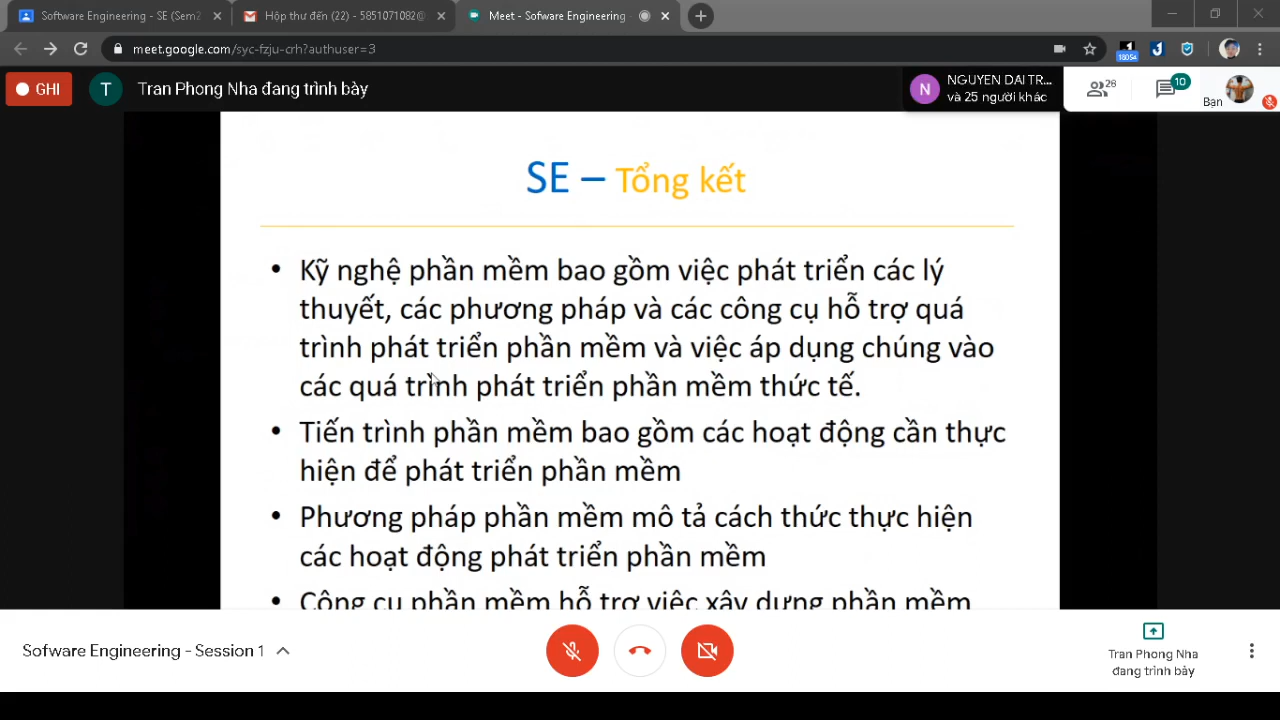 Software Engineering - SE (Sem2
Hộp thư đến (22) - 5851071082@
Meet - Sofware Engineering -
meet.google.com/syc-fzju-crh?authuser=3
18054
GHI
T
Tran Phong Nha đang trình bày
N
NGUYEN DAI TR...
và 25 người khác
26
10
Bạn
SE – Tổng kết
• Kỹ nghệ phần mềm bao gồm việc phát triển các lý
thuyết, các phương pháp và các công cụ hỗ trợ quá
trình phát triển phần mềm và việc áp dụng chúng vào
các quá trình phát triển phần mềm thức tế.
• Tiến trình phần mềm bao gồm các hoạt động cần thực
hiện để phát triển phần mềm
• Phương pháp phần mềm mô tả cách thức thực hiện
các hoạt động phát triển phần mềm
• Công cụ phần mềm hỗ trợ việc xây dựng phần mềm
Sofware Engineering - Session 1
Tran Phong Nha
đang trình bày